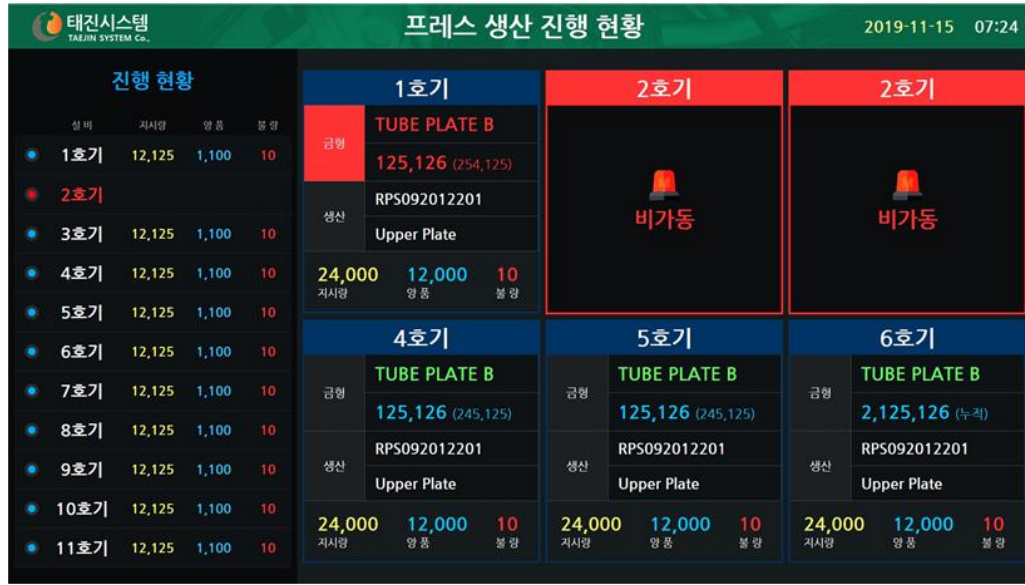 태진시스템
TAEJIN SYSTEM Co.,
프레스 생산 진행 현황
2019-11-15 07:24
진행 현황
설비 지시량 양품 불량
1호기 12,125 1,100 10
2호기
3호기 12,125 1,100 10
4호기 12,125 1,100 10
5호기 12,125 1,100 10
6호기 12,125 1,100 10
7호기 12,125 1,100 10
8호기 12,125 1,100 10
9호기 12,125 1,100 10
10호기 12,125 1,100 10
11호기 12,125 1,100 10
1호기
금형
TUBE PLATE B
125,126 (254,125)
생산
RPS092012201
Upper Plate
24,000 12,000 10
지시량 양품 불량
2호기
비가동
2호기
비가동
4호기
금형
TUBE PLATE B
125,126 (245,125)
생산
RPS092012201
Upper Plate
24,000 12,000 10
지시량 양품 불량
5호기
금형
TUBE PLATE B
125,126 (245,125)
생산
RPS092012201
Upper Plate
24,000 12,000 10
지시량 양품 불량
6호기
금형
TUBE PLATE B
2,125,126 (누적)
생산
RPS092012201
Upper Plate
24,000 12,000 10
지시량 양품 불량